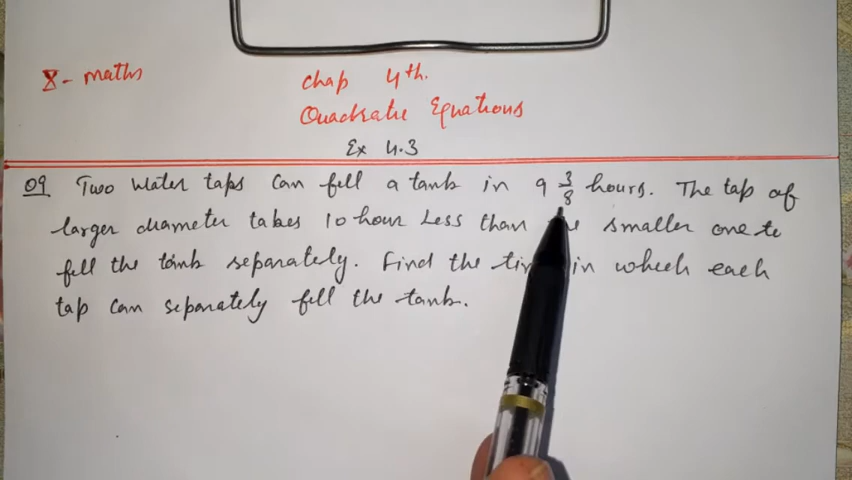 X - maths
Chap 4th.
Quadratic Equations
Ex 4.3
Q9 Two water taps can fill a tank in 9 3/8 hours. The tap of
larger diameter takes 10 hour less than smaller one to
fill the tank separately. Find the in which each
tap can separately fill the tank.